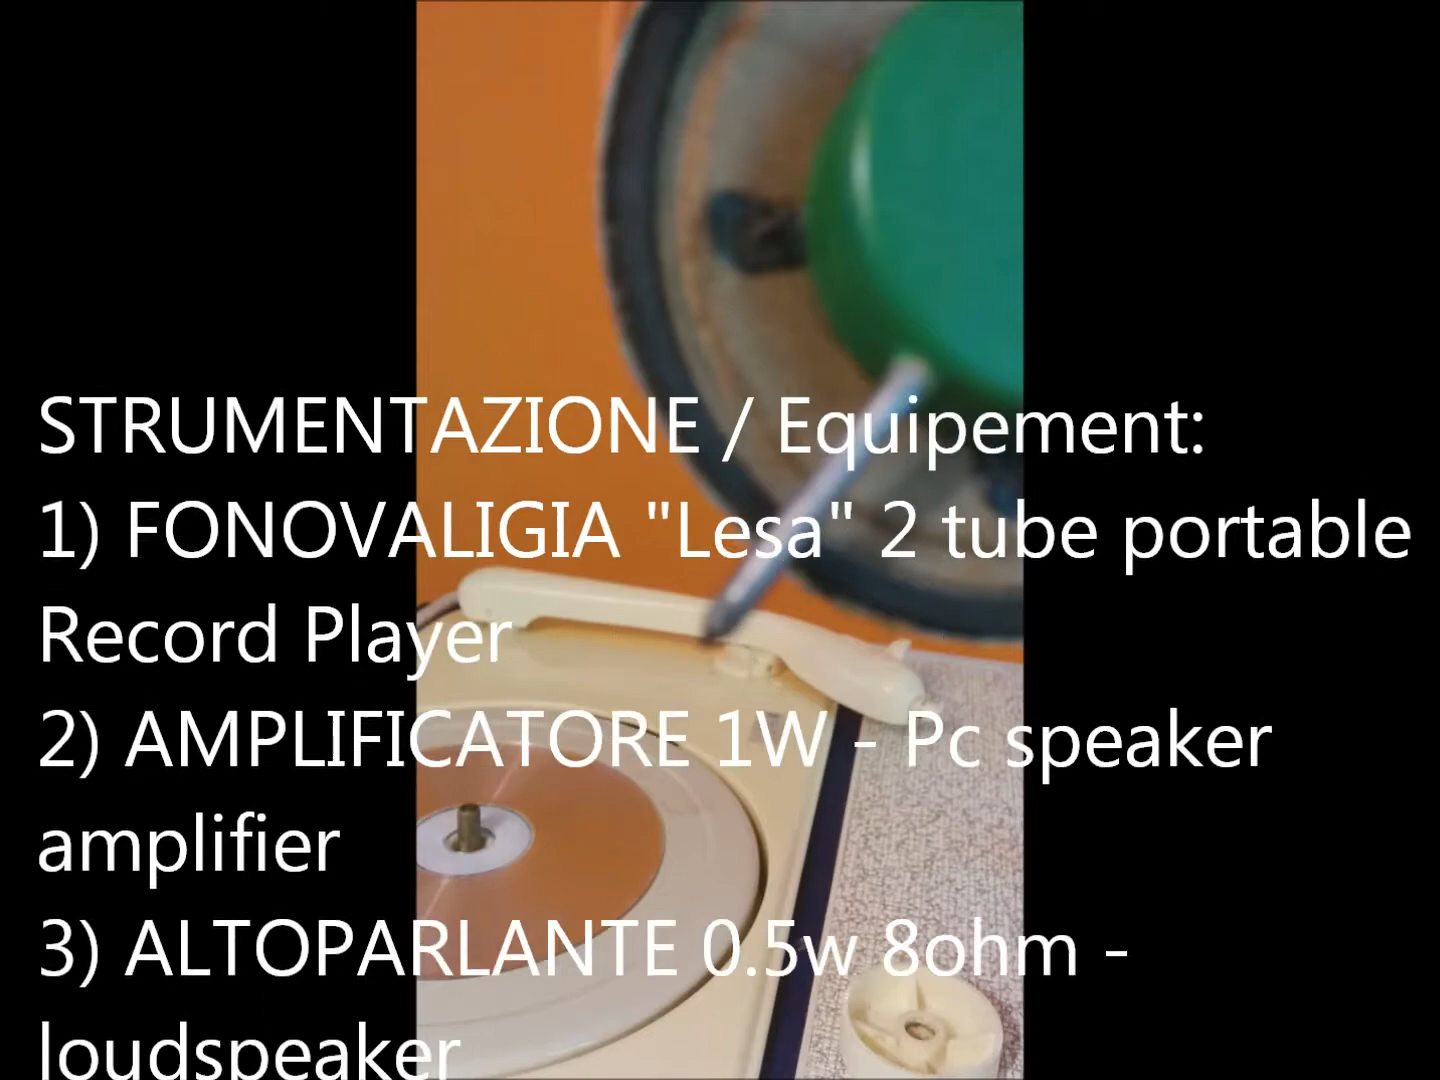 STRUMENTAZIONE / Equipement:
1) FONOVALIGIA "Lesa" 2 tube portable
Record Player
2) AMPLIFICATORE 1W - Pc speaker
amplifier
3) ALTOPARLANTE 0.5w 8ohm -
loudspeaker